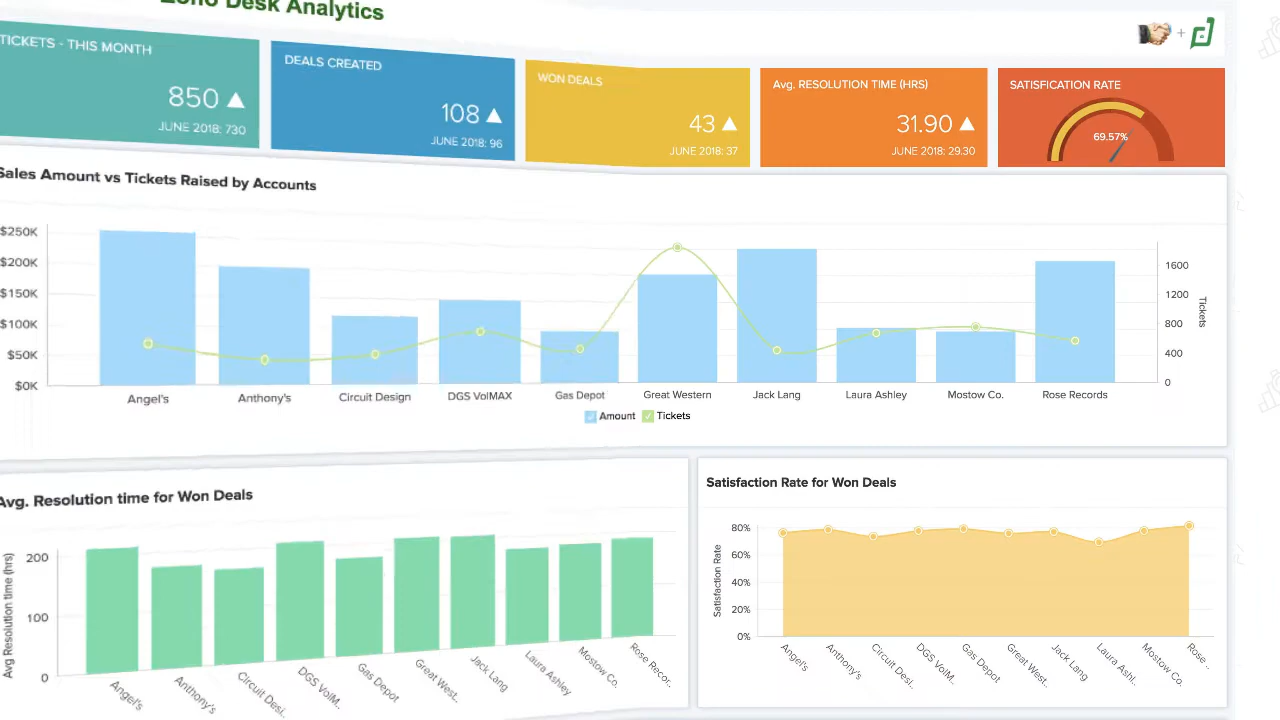 Zoho Desk Analytics
+
TICKETS - THIS MONTH
850
JUNE 2018: 730
DEALS CREATED
108
JUNE 2018: 96
WON DEALS
43
JUNE 2018: 37
Avg. RESOLUTION TIME (HRS)
31.90
JUNE 2018: 29.30
SATISFICATION RATE
69.57%
Sales Amount vs Tickets Raised by Accounts
$250K
$200K
$150K
$100K
$50K
$0K
1600
1200
800
400
0
Tickets
Angel's
Anthony's
Circuit Design
DGS VolMAX
Gas Depot
Great Western
Jack Lang
Laura Ashley
Mostow Co.
Rose Records
Amount
Tickets
Avg. Resolution time for Won Deals
Avg Resolution time (hrs)
200
100
0
Angel's
Anthony's
Circuit Desi..
DGS VolM..
Gas Depot
Great West..
Jack Lang
Laura Ashley
Mostow Co.
Rose Recor..
Satisfaction Rate for Won Deals
Satisfaction Rate
80%
60%
40%
20%
0%
Angel's
Anthony's
Circuit Desi..
DGS VolM..
Gas Depot
Great West..
Jack Lang
Laura Ashl..
Mostow Co.
Rose ..